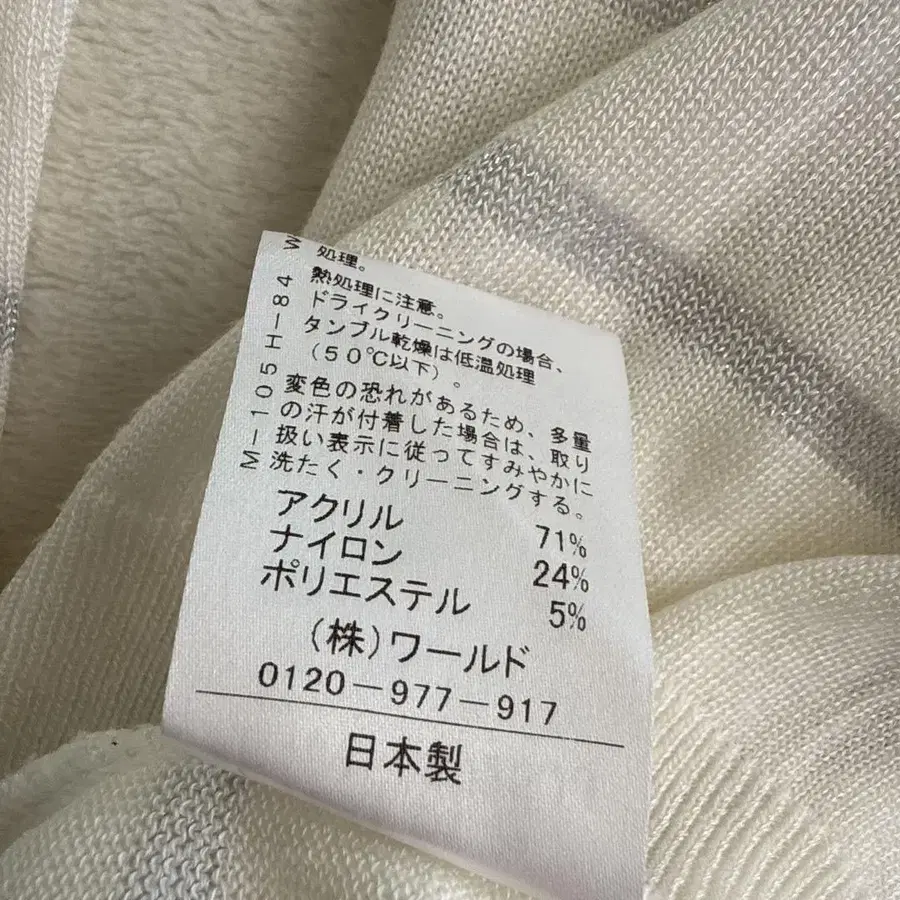 処理。
熱処理に注意。
ドライクリーニングの場合、
タンブル乾燥は低温処理
(50℃以下)。
変色の恐れがあるため、多量
の汗が付着した場合は、取り
扱い表示に従ってすみやかに
洗たく・クリーニングする。
アクリル 71%
ナイロン 24%
ポリエステル 5%
(株)ワールド
0120-977-917
日本製
M-105H-84 W